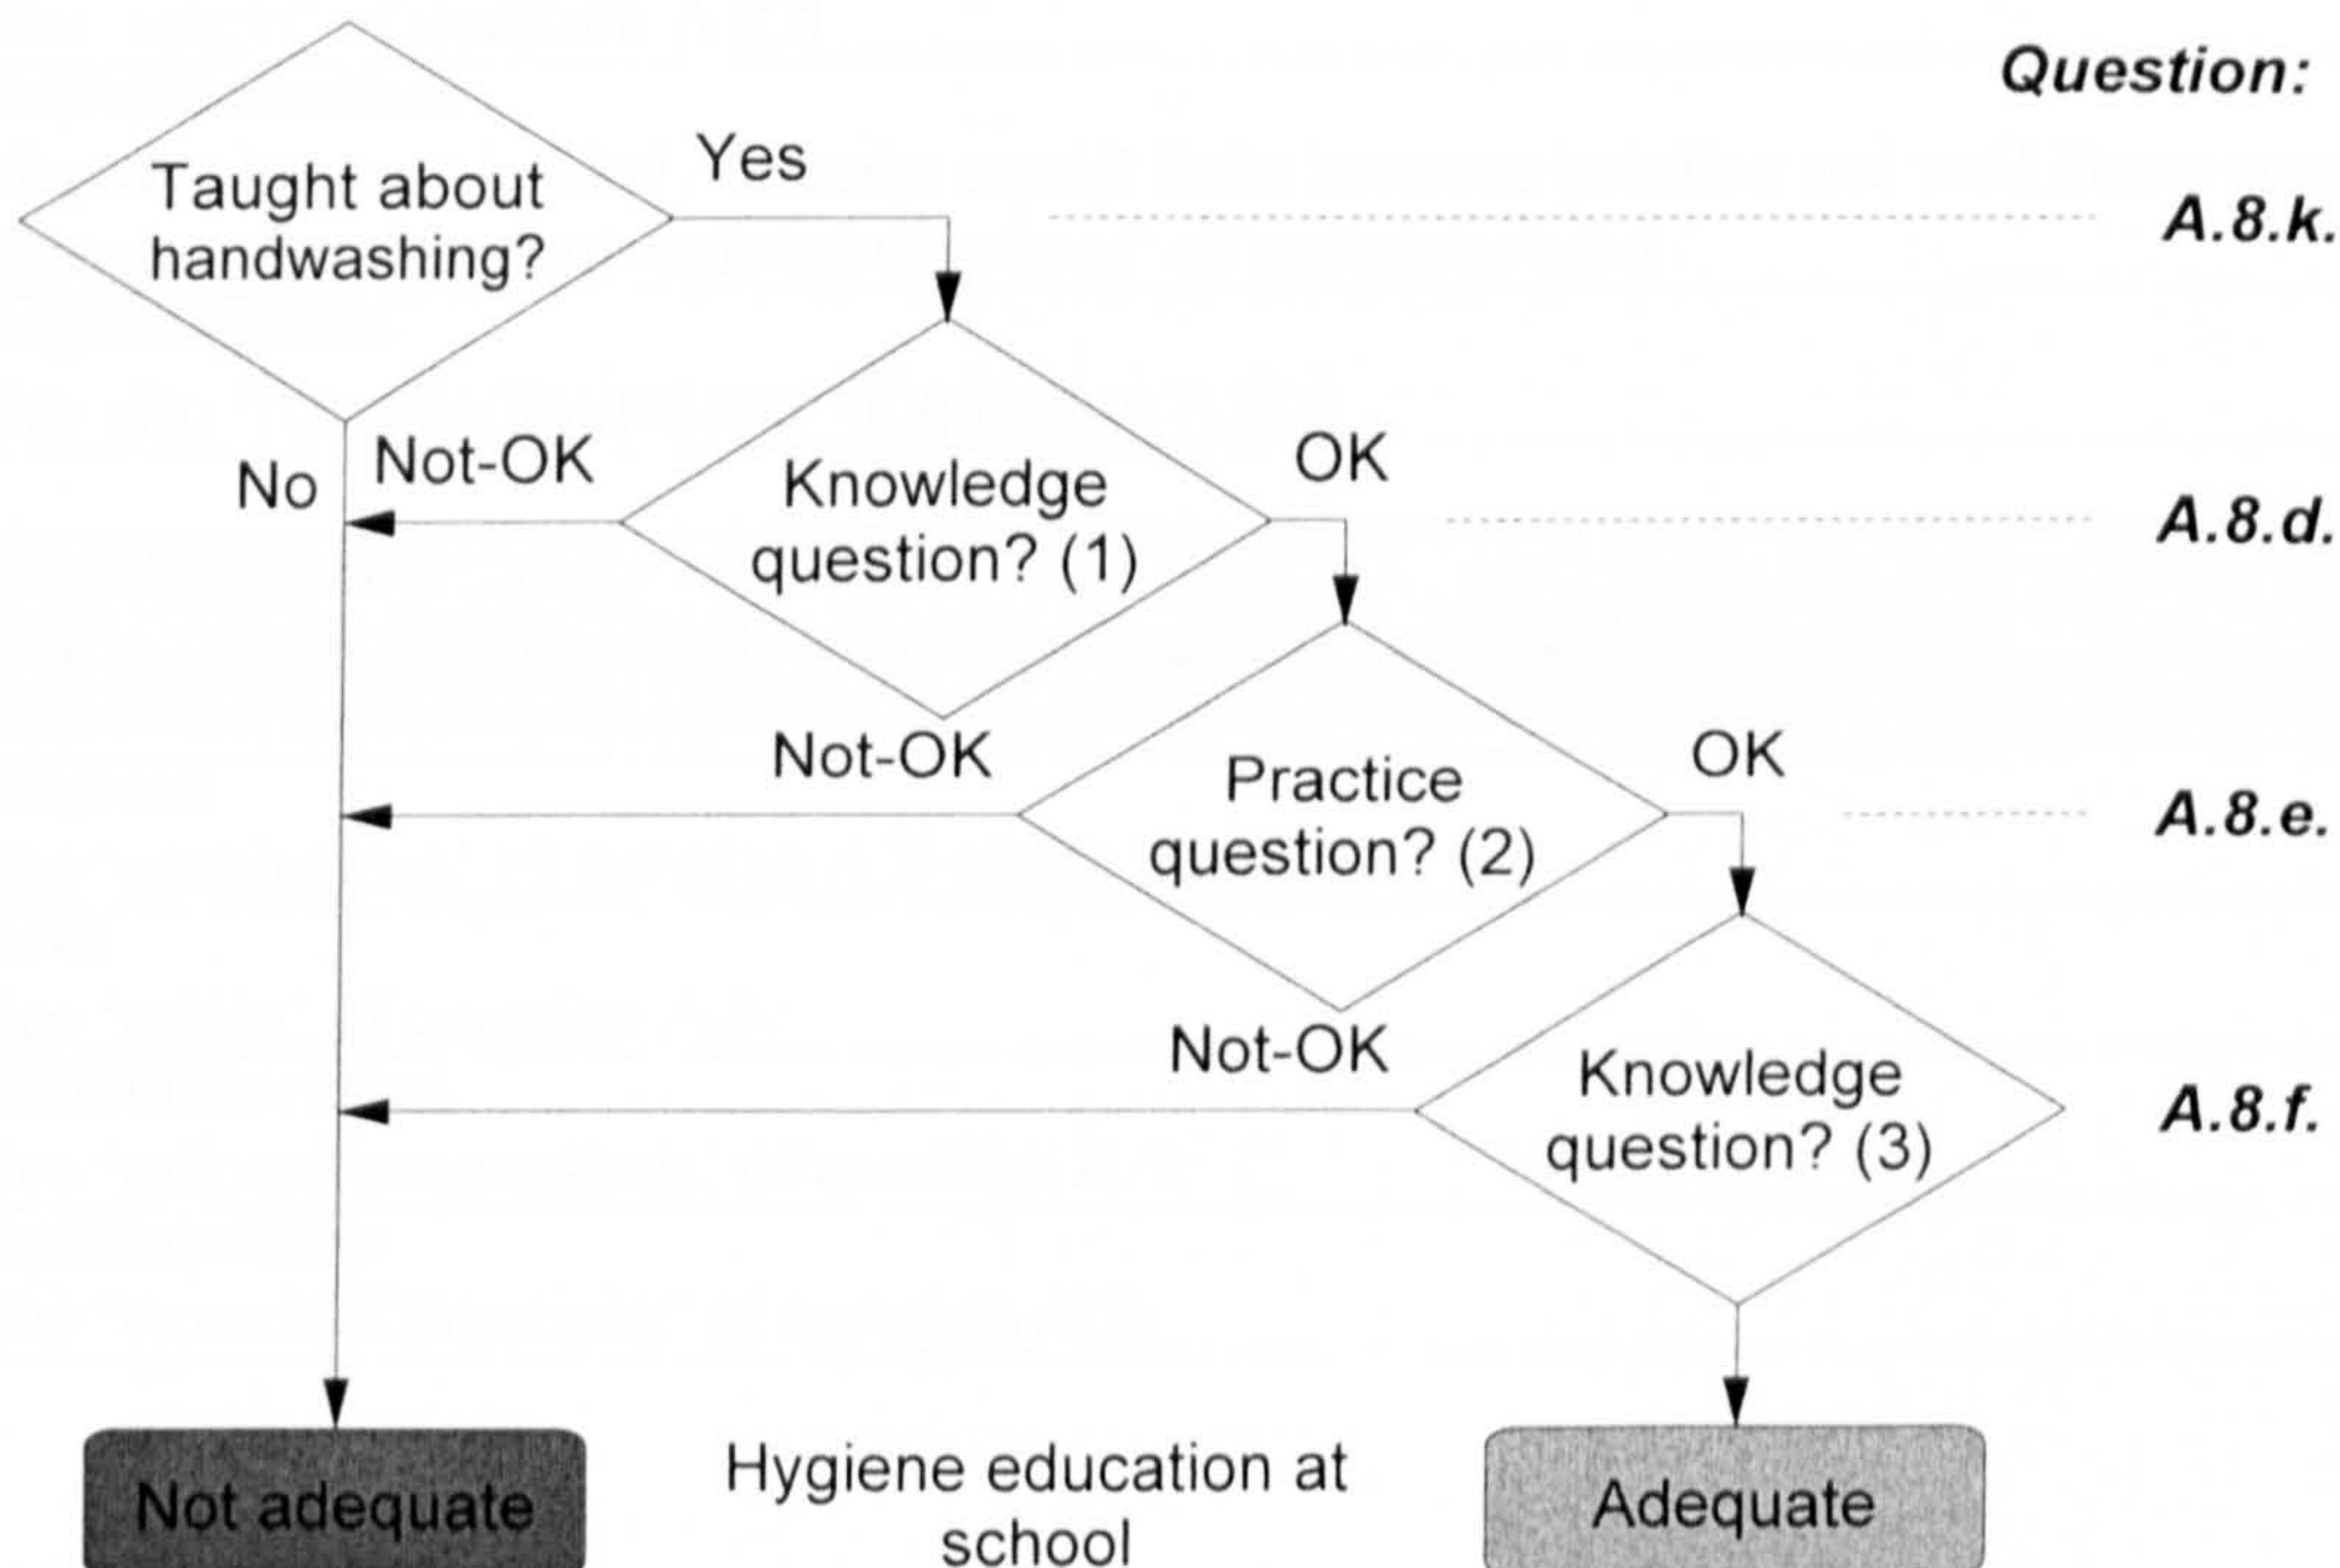 Question:
Yes
Taught about
handwashing?
A.8.k.
No
Not-OK
Knowledge
question? (1)
OK
A.8.d.
Not-OK
Practice
question? (2)
OK
A.8.e.
Not-OK
Knowledge
question? (3)
A.8.f.
Not adequate
Hygiene education at
school
Adequate